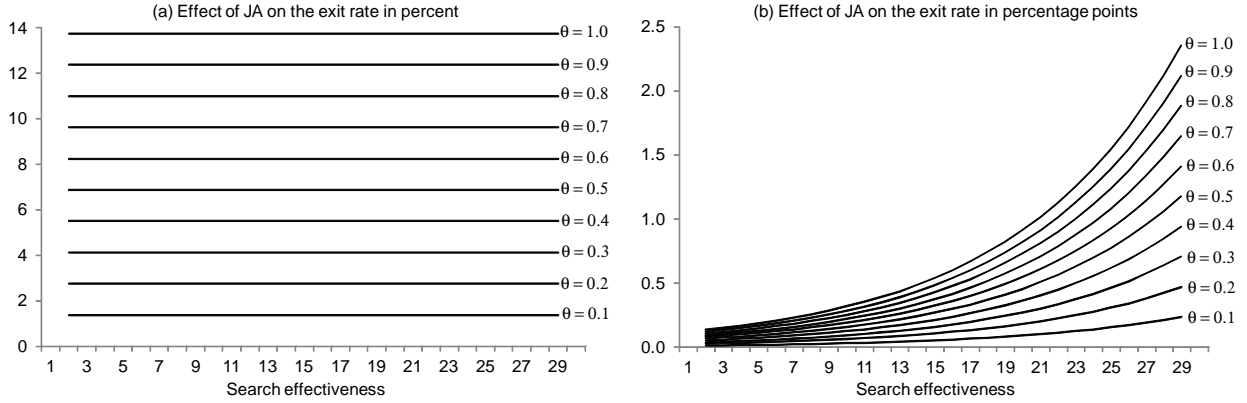 (a) Effect of JA on the exit rate in percent
14
12
10
8
6
4
2
0
θ = 1.0
θ = 0.9
θ = 0.8
θ = 0.7
θ = 0.6
θ = 0.5
θ = 0.4
θ = 0.3
θ = 0.2
θ = 0.1
1 3 5 7 9 11 13 15 17 19 21 23 25 27 29
Search effectiveness
(b) Effect of JA on the exit rate in percentage points
2.5
2.0
1.5
1.0
0.5
0.0
θ = 1.0
θ = 0.9
θ = 0.8
θ = 0.7
θ = 0.6
θ = 0.5
θ = 0.4
θ = 0.3
θ = 0.2
θ = 0.1
1 3 5 7 9 11 13 15 17 19 21 23 25 27 29
Search effectiveness